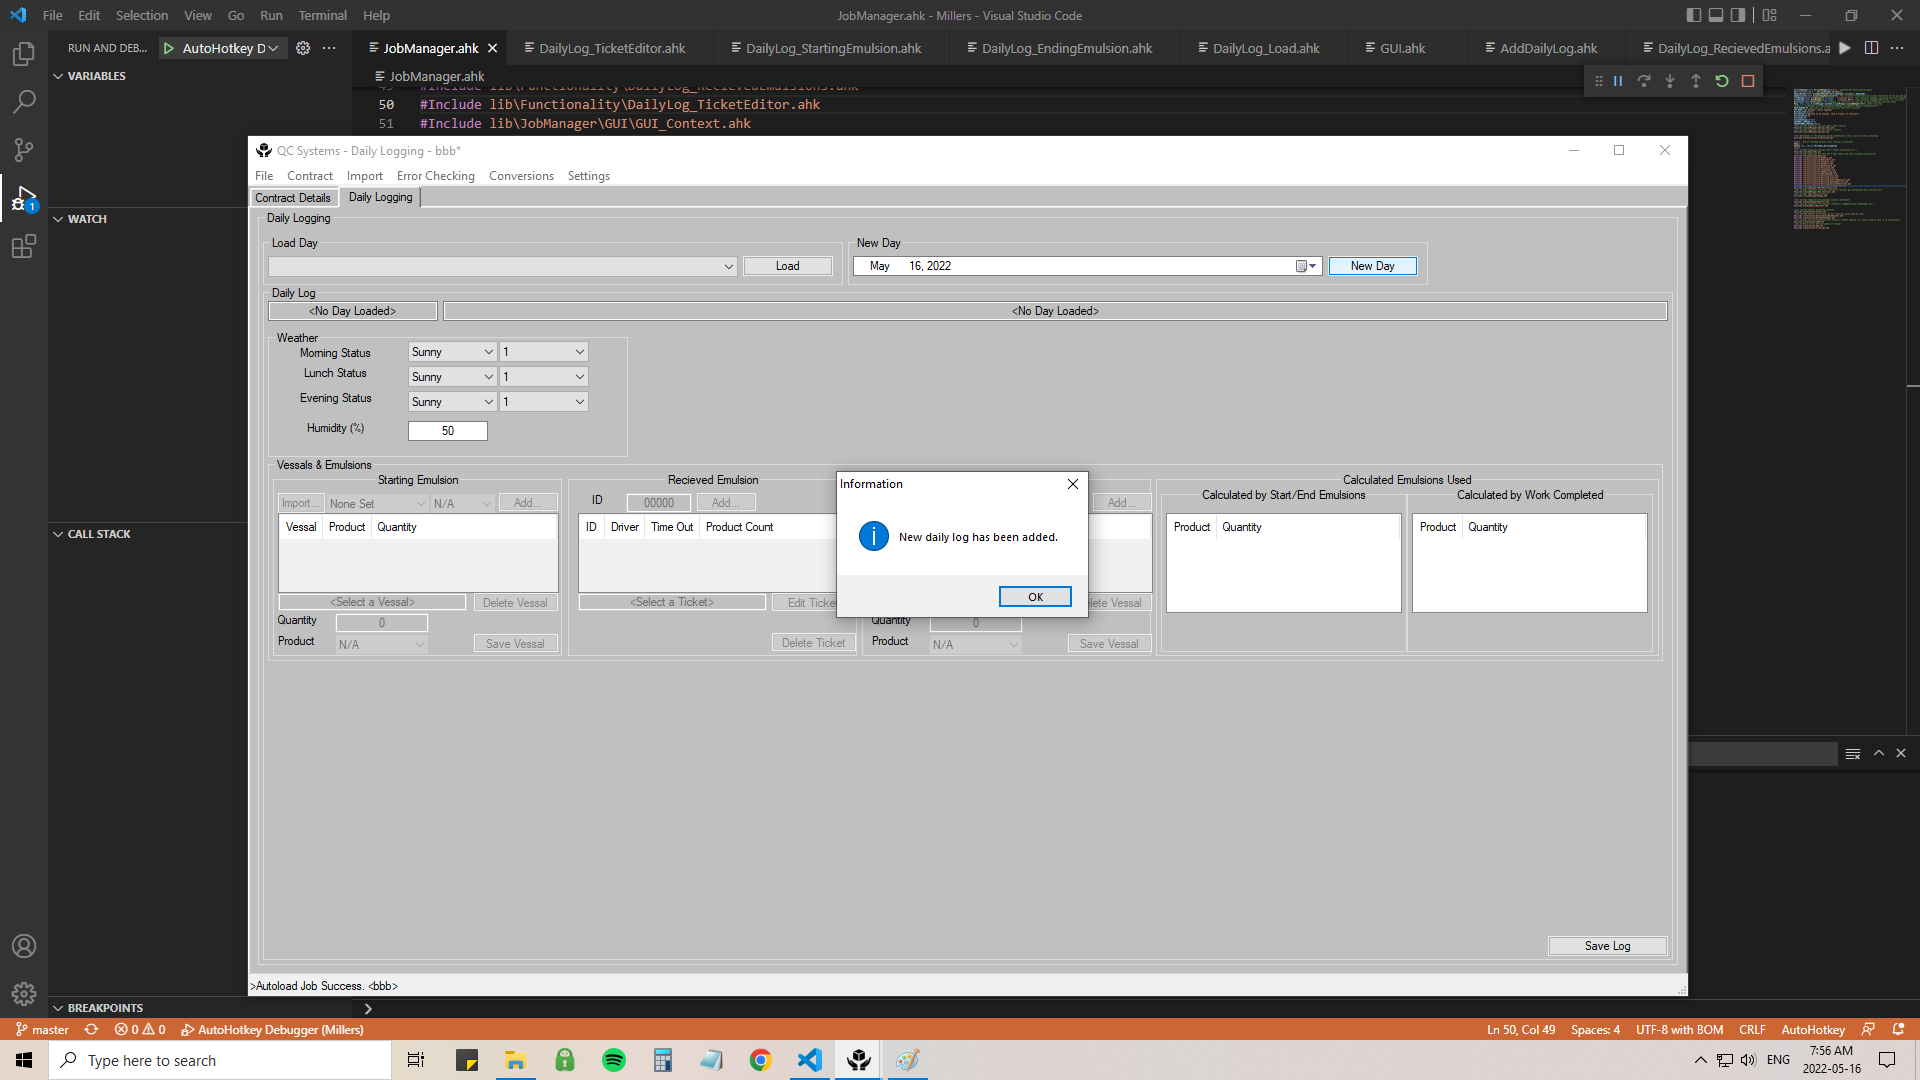 File Edit Selection View Go Run Terminal Help
JobManager.ahk - Millers - Visual Studio Code
RUN AND DEB... AutoHotkey D
JobManager.ahk DailyLog_TicketEditor.ahk DailyLog_StartingEmulsion.ahk DailyLog_EndingEmulsion.ahk DailyLog_Load.ahk GUI.ahk AddDailyLog.ahk DailyLog_RecievedEmulsions.a
VARIABLES
JobManager.ahk
49 #Include lib\Functionality\DailyLog_RecievedEmulsions.ahk
50 #Include lib\Functionality\DailyLog_TicketEditor.ahk
51 #Include lib\JobManager\GUI\GUI_Context.ahk
1
WATCH
CALL STACK
BREAKPOINTS
QC Systems - Daily Logging - bbb*
File Contract Import Error Checking Conversions Settings
Contract Details Daily Logging
Daily Logging
Load Day
Load
New Day
May 16, 2022
New Day
Daily Log
<No Day Loaded> <No Day Loaded>
Weather
Morning Status Sunny 1
Lunch Status Sunny 1
Evening Status Sunny 1
Humidity (%) 50
Vessals & Emulsions
Starting Emulsion
Import... None Set N/A Add...
Vessal Product Quantity
<Select a Vessal> Delete Vessal
Quantity 0
Product N/A Save Vessal
Recieved Emulsion
ID 00000 Add...
ID Driver Time Out Product Count
<Select a Ticket> Edit Ticke
Delete Ticket
Add...
lete Vessal
Quantity 0
Product N/A Save Vessal
Calculated Emulsions Used
Calculated by Start/End Emulsions Calculated by Work Completed
Product Quantity Product Quantity
Information
New daily log has been added.
OK
Save Log
>Autoload Job Success. <bbb>
master 0 0 AutoHotkey Debugger (Millers)
Ln 50, Col 49 Spaces: 4 UTF-8 with BOM CRLF AutoHotkey
Type here to search
ENG
7:56 AM
2022-05-16